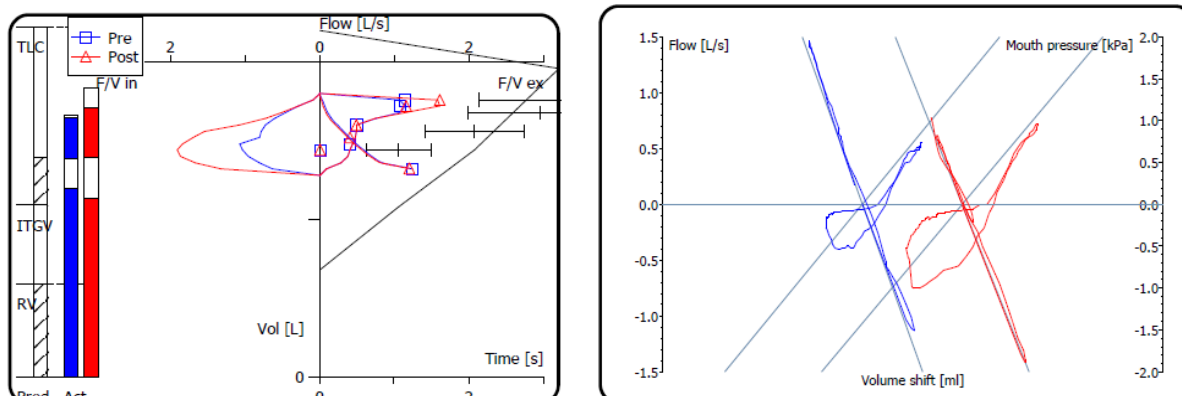 Flow [L/s]
TLC
Pre
Post
2
0
2
F/V in
F/V ex
ITGV
RV
Vol [L]
Time [s]
0
Pred Act
1.5
Flow [L/s]
Mouth pressure [kPa]
2.0
1.0
1.5
1.0
0.5
0.5
0.0
0.0
-0.5
-0.5
-1.0
-1.0
-1.5
-1.5
Volume shift [ml]
-2.0